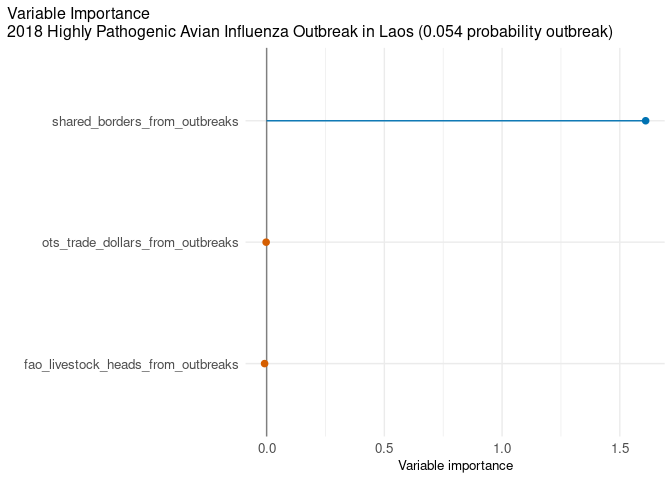 Variable Importance
2018 Highly Pathogenic Avian Influenza Outbreak in Laos (0.054 probability outbreak)
shared_borders_from_outbreaks
ots_trade_dollars_from_outbreaks
fao_livestock_heads_from_outbreaks
0.0 0.5 1.0 1.5
Variable importance